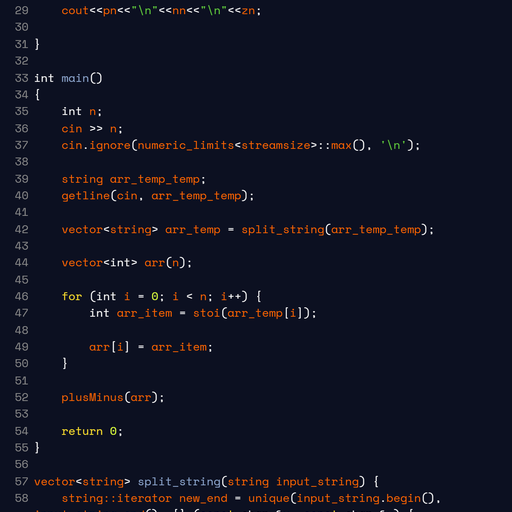 29 cout<<pn<<"\n"<<nn<<"\n"<<zn;
30
31 }
32
33 int main()
34 {
35 int n;
36 cin >> n;
37 cin.ignore(numeric_limits<streamsize>::max(), '\n');
38
39 string arr_temp_temp;
40 getline(cin, arr_temp_temp);
41
42 vector<string> arr_temp = split_string(arr_temp_temp);
43
44 vector<int> arr(n);
45
46 for (int i = 0; i < n; i++) {
47 int arr_item = stoi(arr_temp[i]);
48
49 arr[i] = arr_item;
50 }
51
52 plusMinus(arr);
53
54 return 0;
55 }
56
57 vector<string> split_string(string input_string) {
58 string::iterator new_end = unique(input_string.begin(),